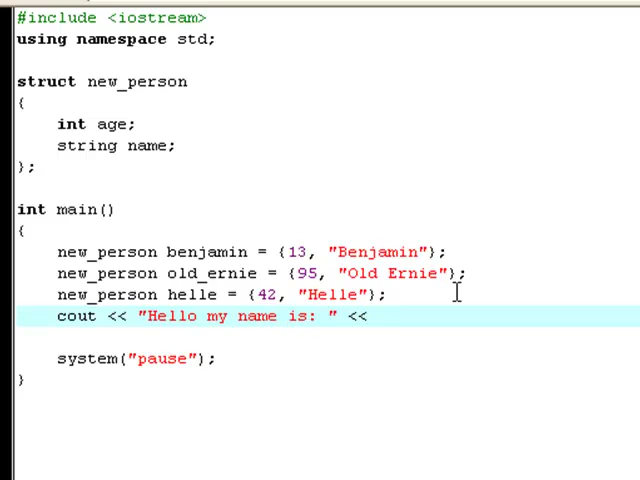 #include <iostream>
using namespace std;
struct new_person
{
int age;
string name;
};
int main()
{
new_person benjamin = {13, "Benjamin"};
new_person old_ernie = {95, "Old Ernie"};
new_person helle = {42, "Helle"};
cout << "Hello my name is: " <<
system("pause");
}